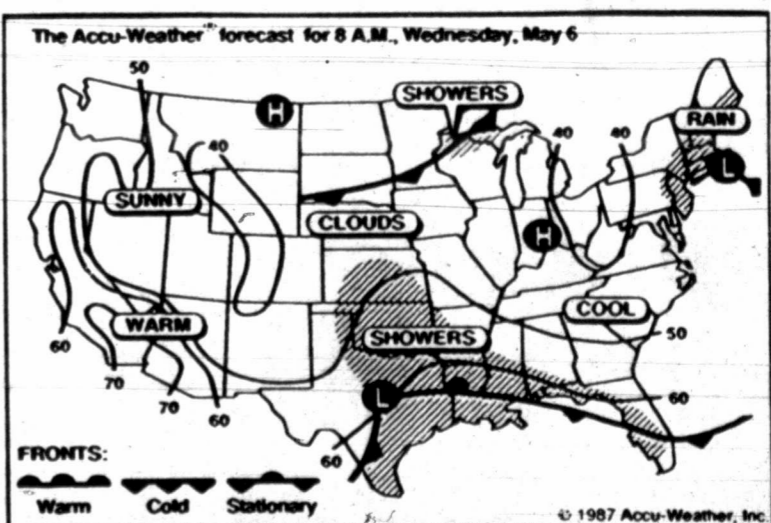 The Accu-Weather® forecast for 8 A.M., Wednesday, May 6
50
SHOWERS
H
40
40
40
RAIN
L
SUNNY
CLOUDS
H
WARM
SHOWERS
COOL
60
50
70
70
60
L
60
60
FRONTS:
Warm Cold Stationary
© 1987 Accu-Weather, Inc.